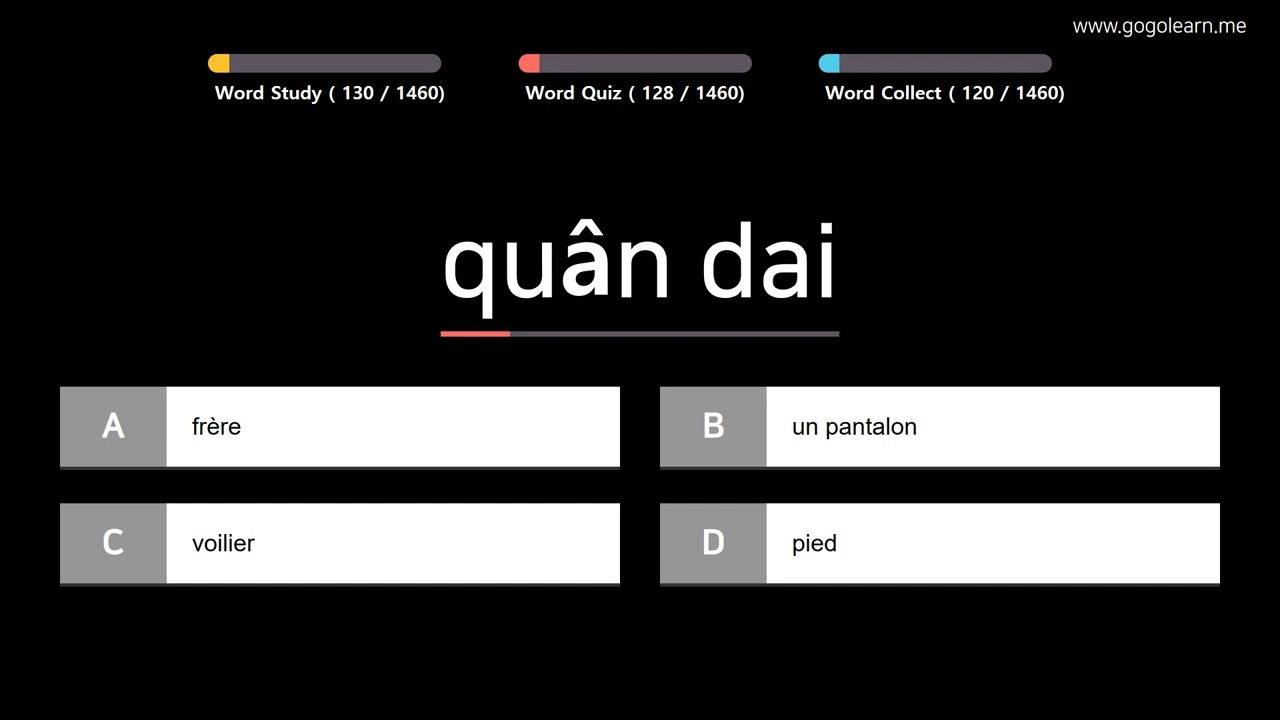 www.gogolearn.me
Word Study ( 130 / 1460)
Word Quiz ( 128 / 1460)
Word Collect ( 120 / 1460)
quân dai
A frère
B un pantalon
C voilier
D pied